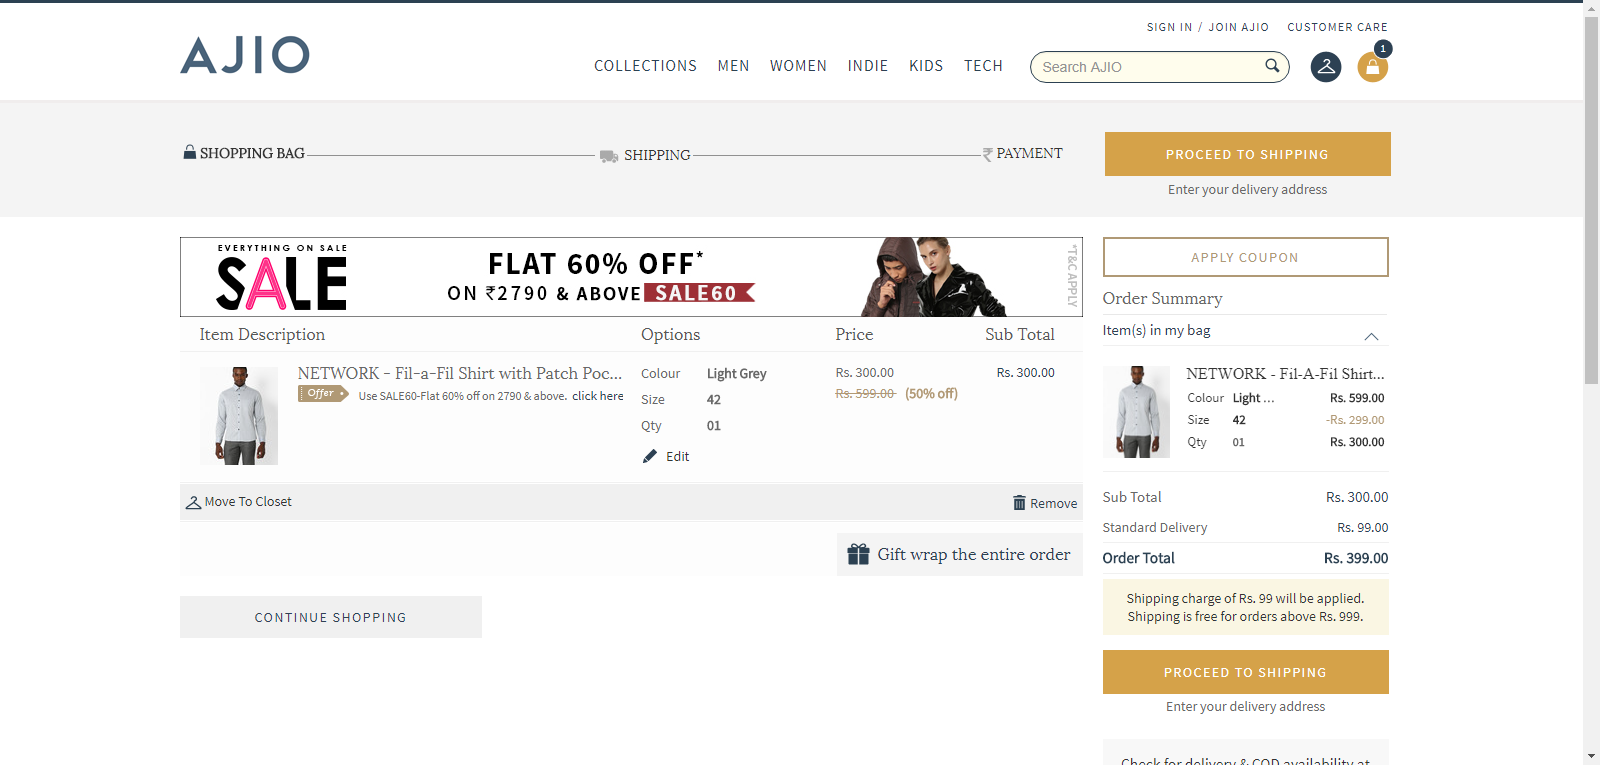 SIGN IN / JOIN AJIO CUSTOMER CARE
AJIO
COLLECTIONS MEN WOMEN INDIE KIDS TECH Search AJIO 1
SHOPPING BAG SHIPPING PAYMENT
PROCEED TO SHIPPING
Enter your delivery address
EVERYTHING ON SALE
SALE
FLAT 60% OFF*
ON ₹2790 & ABOVE SALE60
*T&C APPLY
Item Description Options Price Sub Total
NETWORK - Fil-a-Fil Shirt with Patch Poc...
Offer Use SALE60-Flat 60% off on 2790 & above. click here
Colour Light Grey
Size 42
Qty 01
Edit
Rs. 300.00
Rs. 599.00 (50% off)
Rs. 300.00
Move To Closet Remove
Gift wrap the entire order
CONTINUE SHOPPING
APPLY COUPON
Order Summary
Item(s) in my bag
NETWORK - Fil-A-Fil Shirt...
Colour Light ... Rs. 599.00
Size 42 -Rs. 299.00
Qty 01 Rs. 300.00
Sub Total Rs. 300.00
Standard Delivery Rs. 99.00
Order Total Rs. 399.00
Shipping charge of Rs. 99 will be applied.
Shipping is free for orders above Rs. 999.
PROCEED TO SHIPPING
Enter your delivery address
Check for delivery & COD availability at